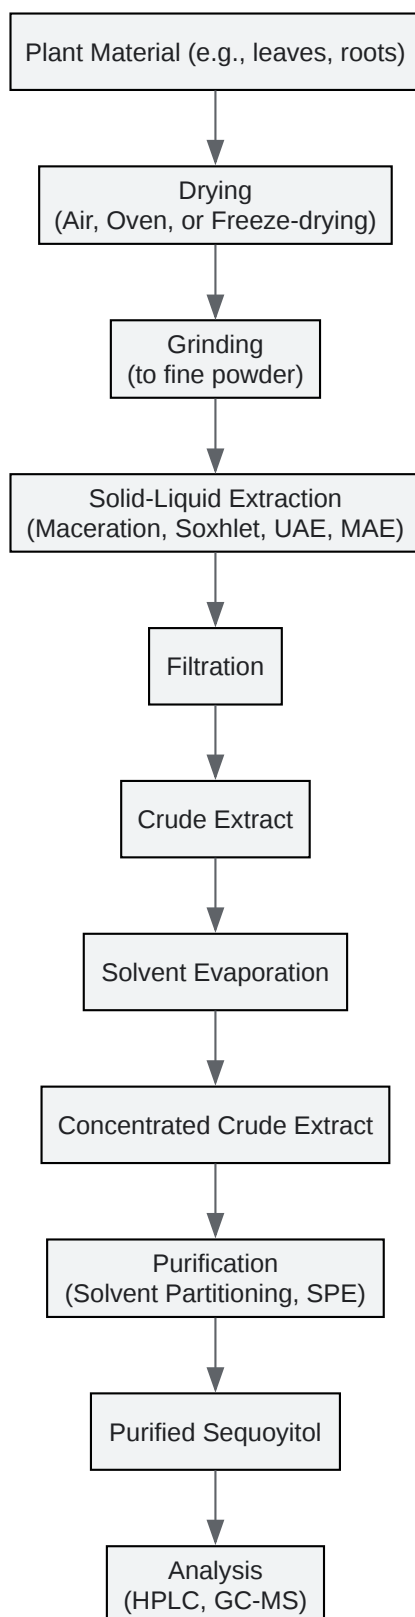 Plant Material (e.g., leaves, roots)
Drying
(Air, Oven, or Freeze-drying)
Grinding
(to fine powder)
Solid-Liquid Extraction
(Maceration, Soxhlet, UAE, MAE)
Filtration
Crude Extract
Solvent Evaporation
Concentrated Crude Extract
Purification
(Solvent Partitioning, SPE)
Purified Sequoyitol
Analysis
(HPLC, GC-MS)